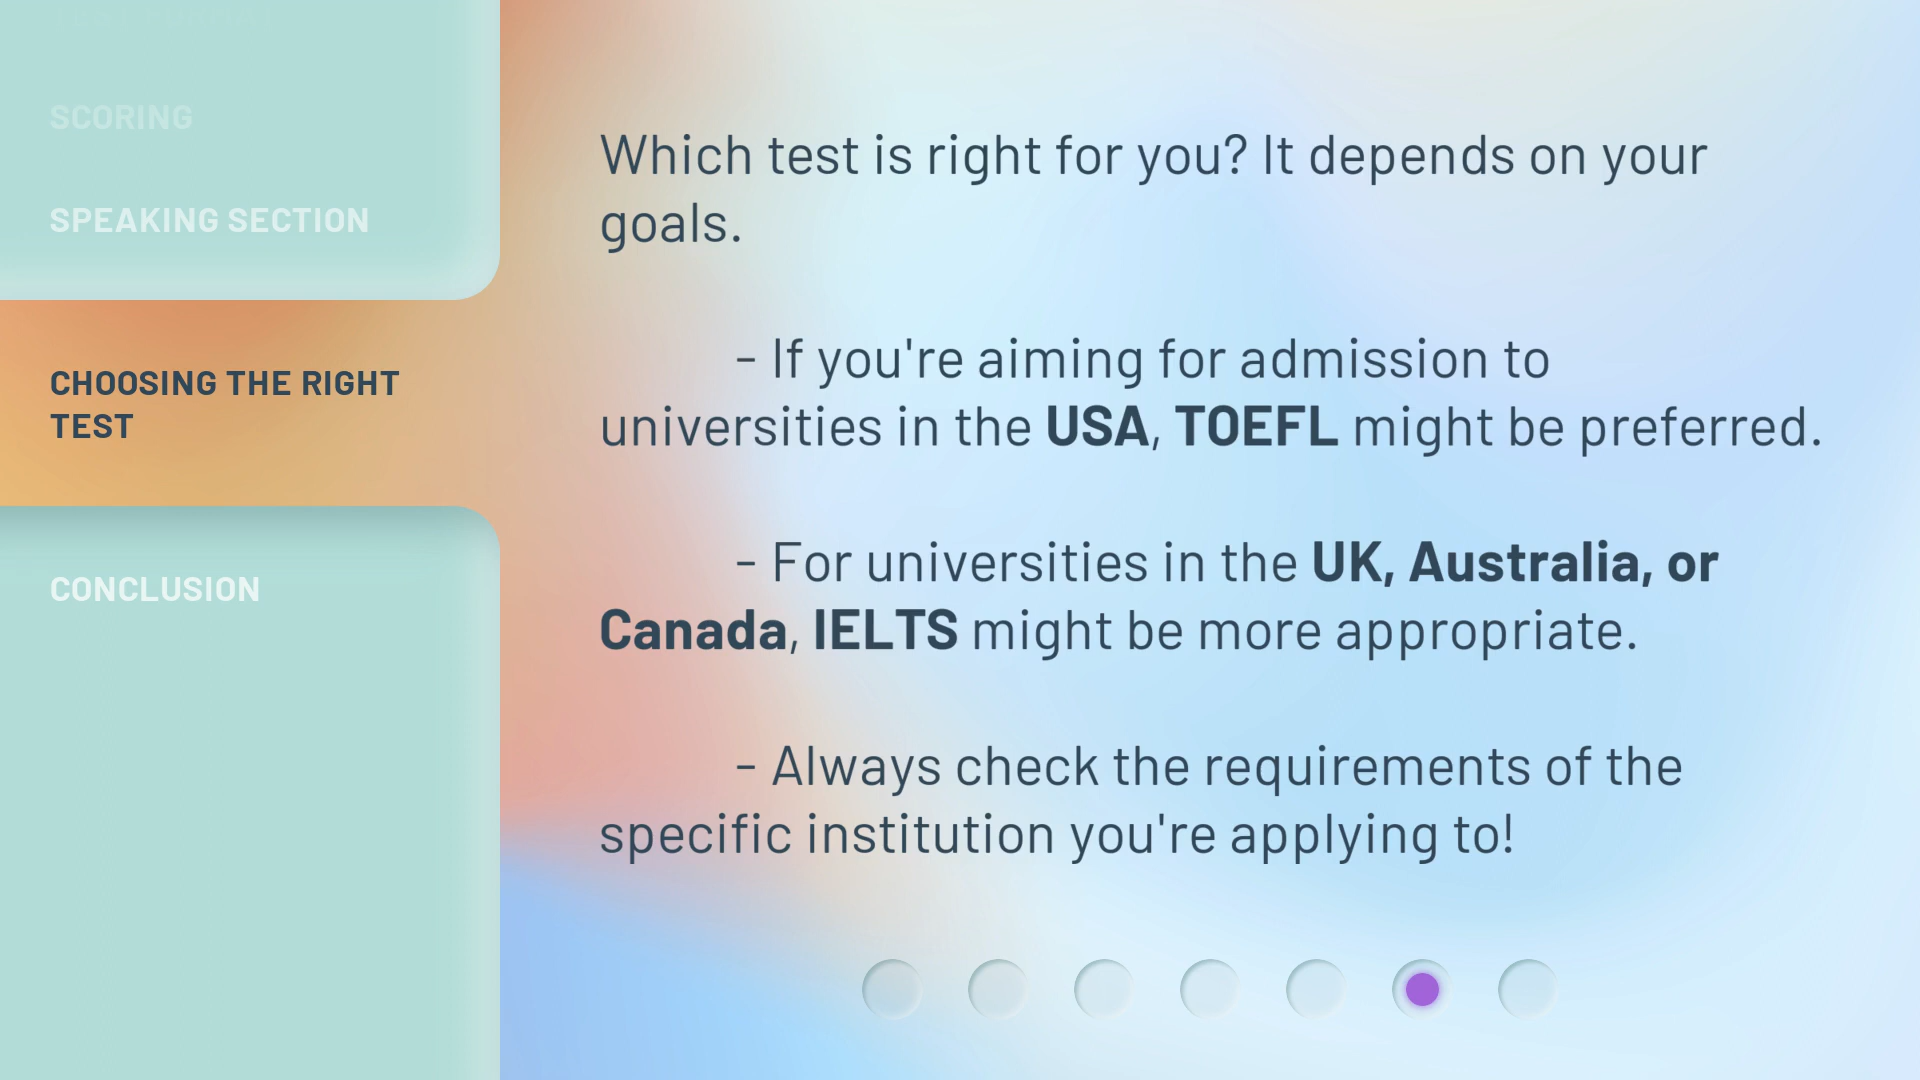 SCORING
SPEAKING SECTION
CHOOSING THE RIGHT
TEST
CONCLUSION
Which test is right for you? It depends on your
goals.
- If you're aiming for admission to
universities in the USA, TOEFL might be preferred.
- For universities in the UK, Australia, or
Canada, IELTS might be more appropriate.
- Always check the requirements of the
specific institution you're applying to!